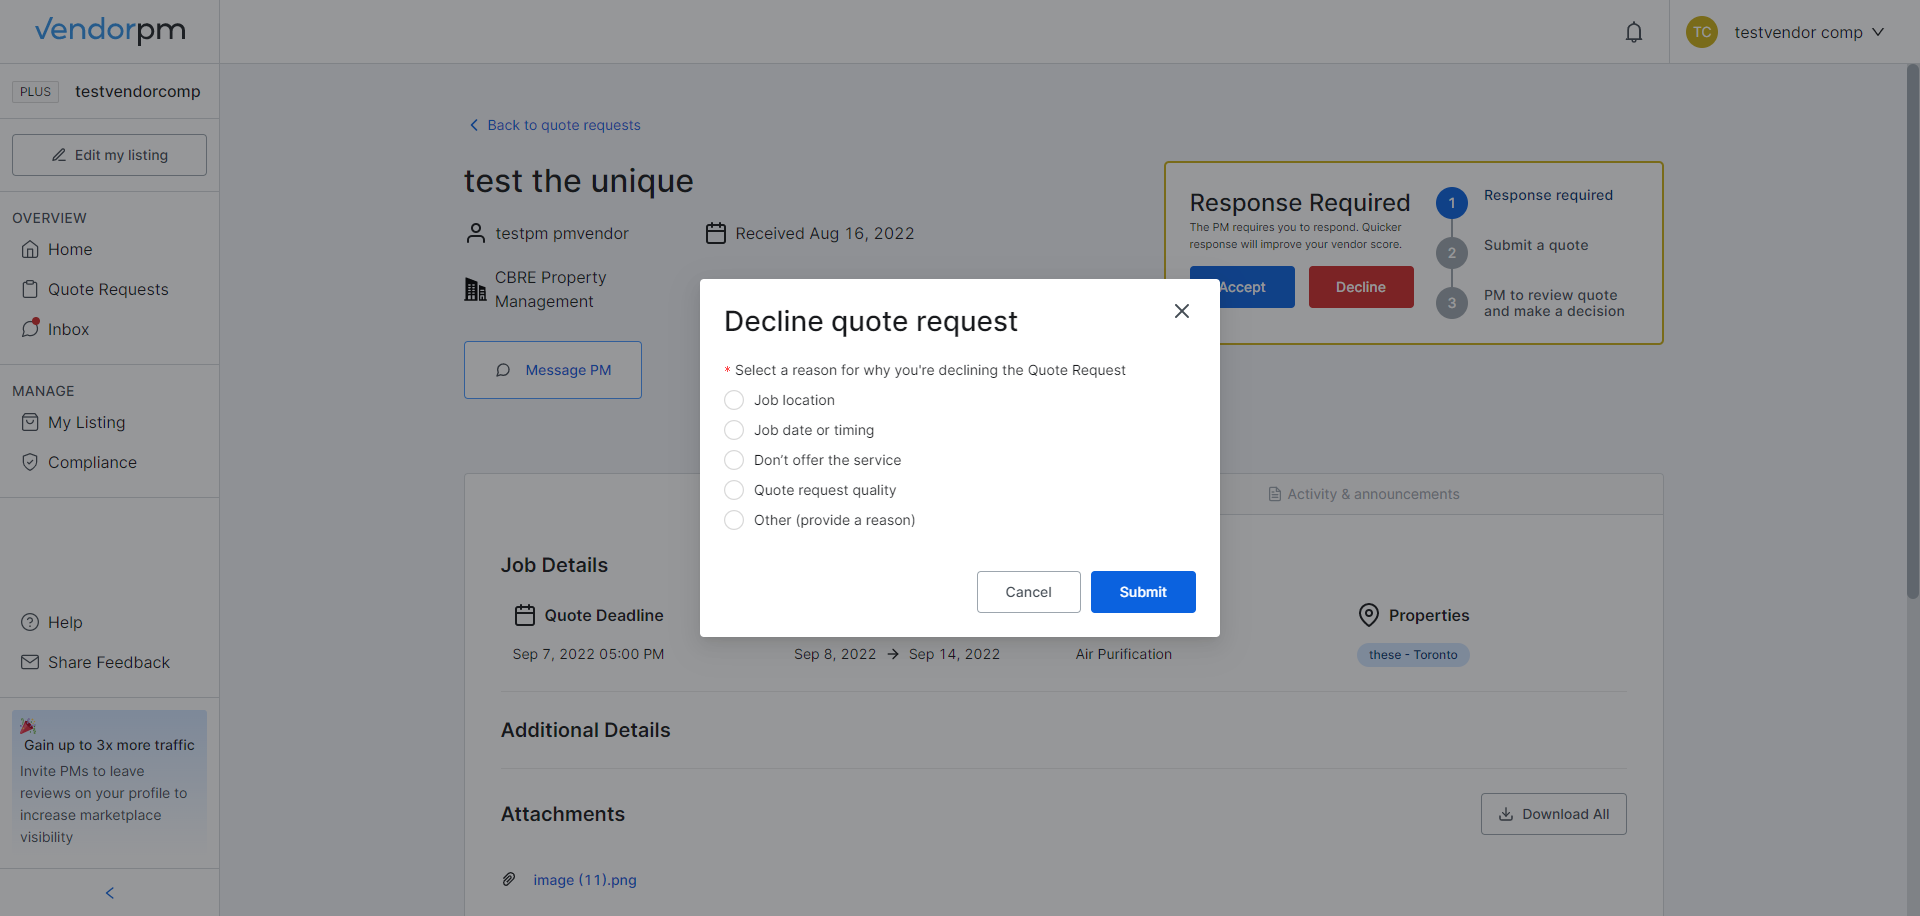 vendorpm
TC
testvendor comp
PLUS
testvendorcomp
Edit my listing
OVERVIEW
Home
Quote Requests
Inbox
MANAGE
My Listing
Compliance
Help
Share Feedback
Gain up to 3x more traffic
Invite PMs to leave
reviews on your profile to
increase marketplace
visibility
Back to quote requests
test the unique
testpm pmvendor
Received Aug 16, 2022
CBRE Property
Management
Message PM
Response Required
The PM requires you to respond. Quicker
response will improve your vendor score.
Accept
Decline
1
Response required
2
Submit a quote
3
PM to review quote
and make a decision
Decline quote request
* Select a reason for why you're declining the Quote Request
Job location
Job date or timing
Don't offer the service
Quote request quality
Other (provide a reason)
Cancel
Submit
Activity & announcements
Job Details
Quote Deadline
Properties
Sep 7, 2022 05:00 PM
Sep 8, 2022 → Sep 14, 2022
Air Purification
these - Toronto
Additional Details
Attachments
Download All
image (11).png